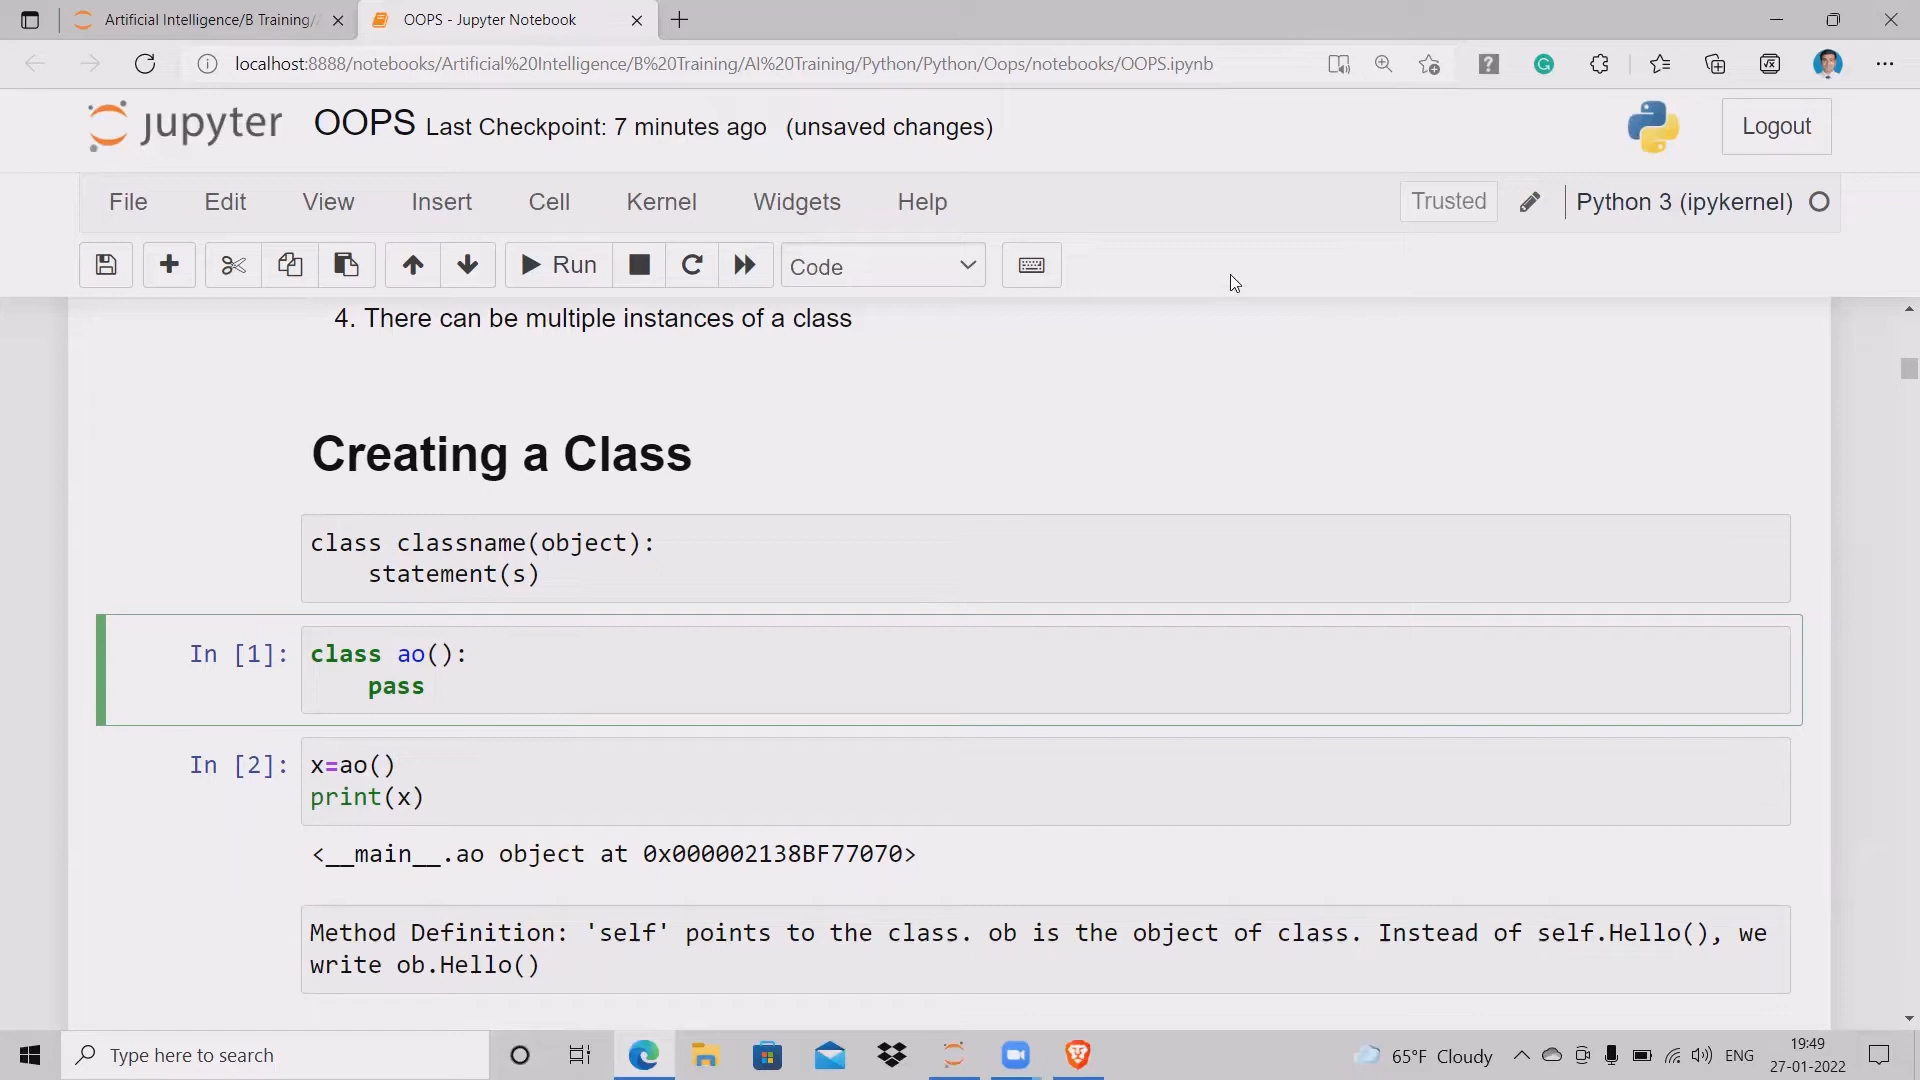 Artificial Intelligence/B Training/
OOPS - Jupyter Notebook
localhost:8888/notebooks/Artificial%20Intelligence/B%20Training/AI%20Training/Python/Python/Oops/notebooks/OOPS.ipynb
jupyter OOPS Last Checkpoint: 7 minutes ago (unsaved changes)
Logout
File Edit View Insert Cell Kernel Widgets Help Trusted Python 3 (ipykernel)
Run Code
4. There can be multiple instances of a class
Creating a Class
class classname(object):
    statement(s)
In [1]: class ao():
    pass
In [2]: x=ao()
print(x)
<__main__.ao object at 0x000002138BF77070>
Method Definition: 'self' points to the class. ob is the object of class. Instead of self.Hello(), we
write ob.Hello()
Type here to search
65°F Cloudy
ENG
19:49
27-01-2022